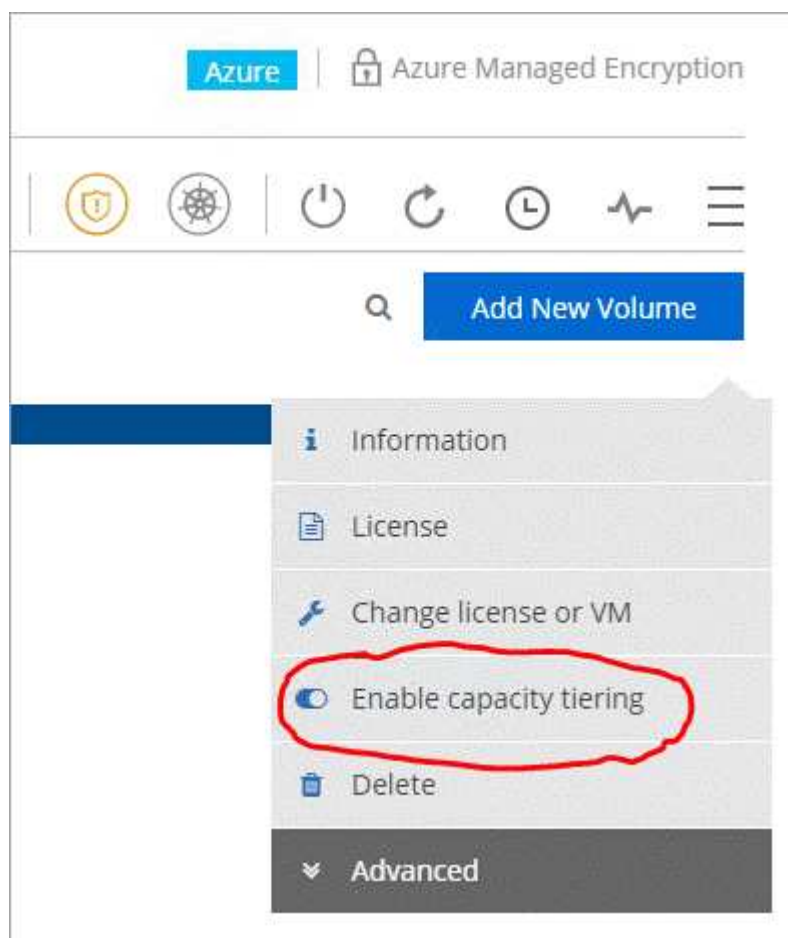 Azure
Azure Managed Encryption
Add New Volume
Information
License
Change license or VM
Enable capacity tiering
Delete
Advanced